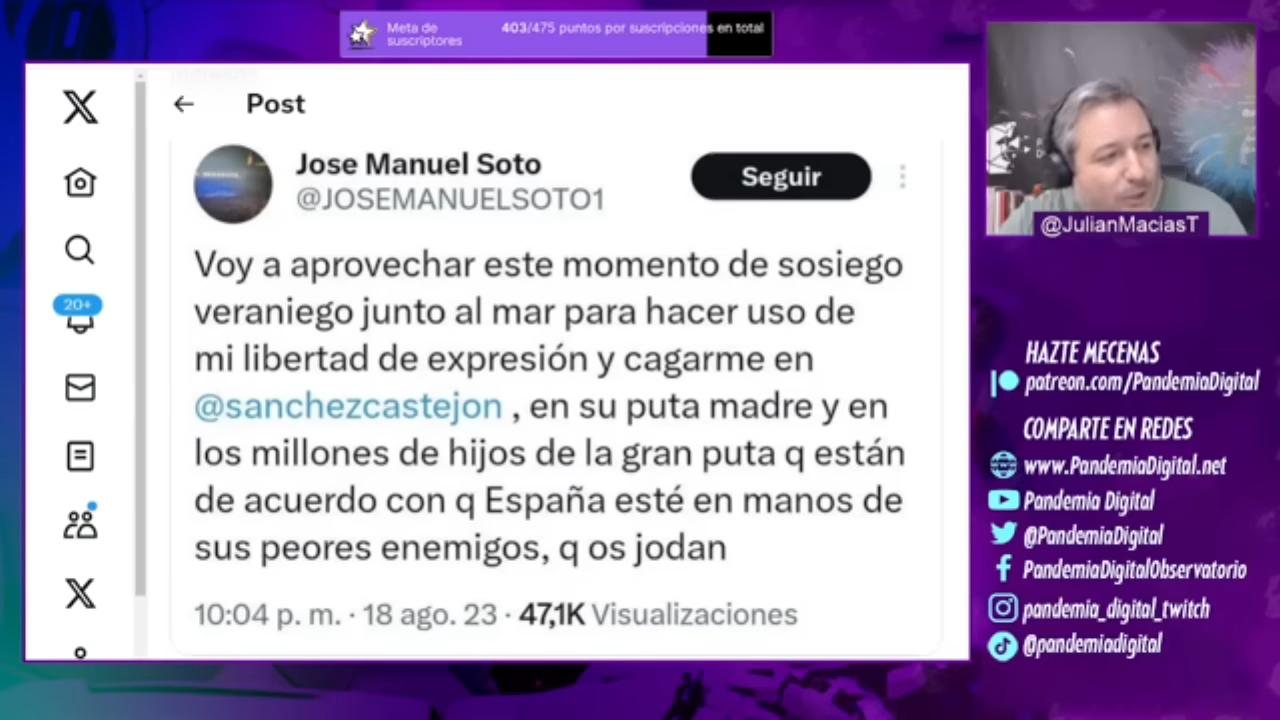 Meta de
suscriptores
403/475 puntos por suscripciones en total
Post
Jose Manuel Soto
@JOSEMANUELSOTO1
Seguir
Voy a aprovechar este momento de sosiego
veraniego junto al mar para hacer uso de
mi libertad de expresión y cagarme en
@sanchezcastejon , en su puta madre y en
los millones de hijos de la gran puta q están
de acuerdo con q España esté en manos de
sus peores enemigos, q os jodan
10:04 p. m. · 18 ago. 23 · 47,1K Visualizaciones
20+
@JulianMaciasT
HAZTE MECENAS
patreon.com/PandemiaDigital
COMPARTE EN REDES
www.PandemiaDigital.net
Pandemia Digital
@PandemiaDigital
PandemiaDigitalObservatorio
pandemia_digital_twitch
@pandemiadigital